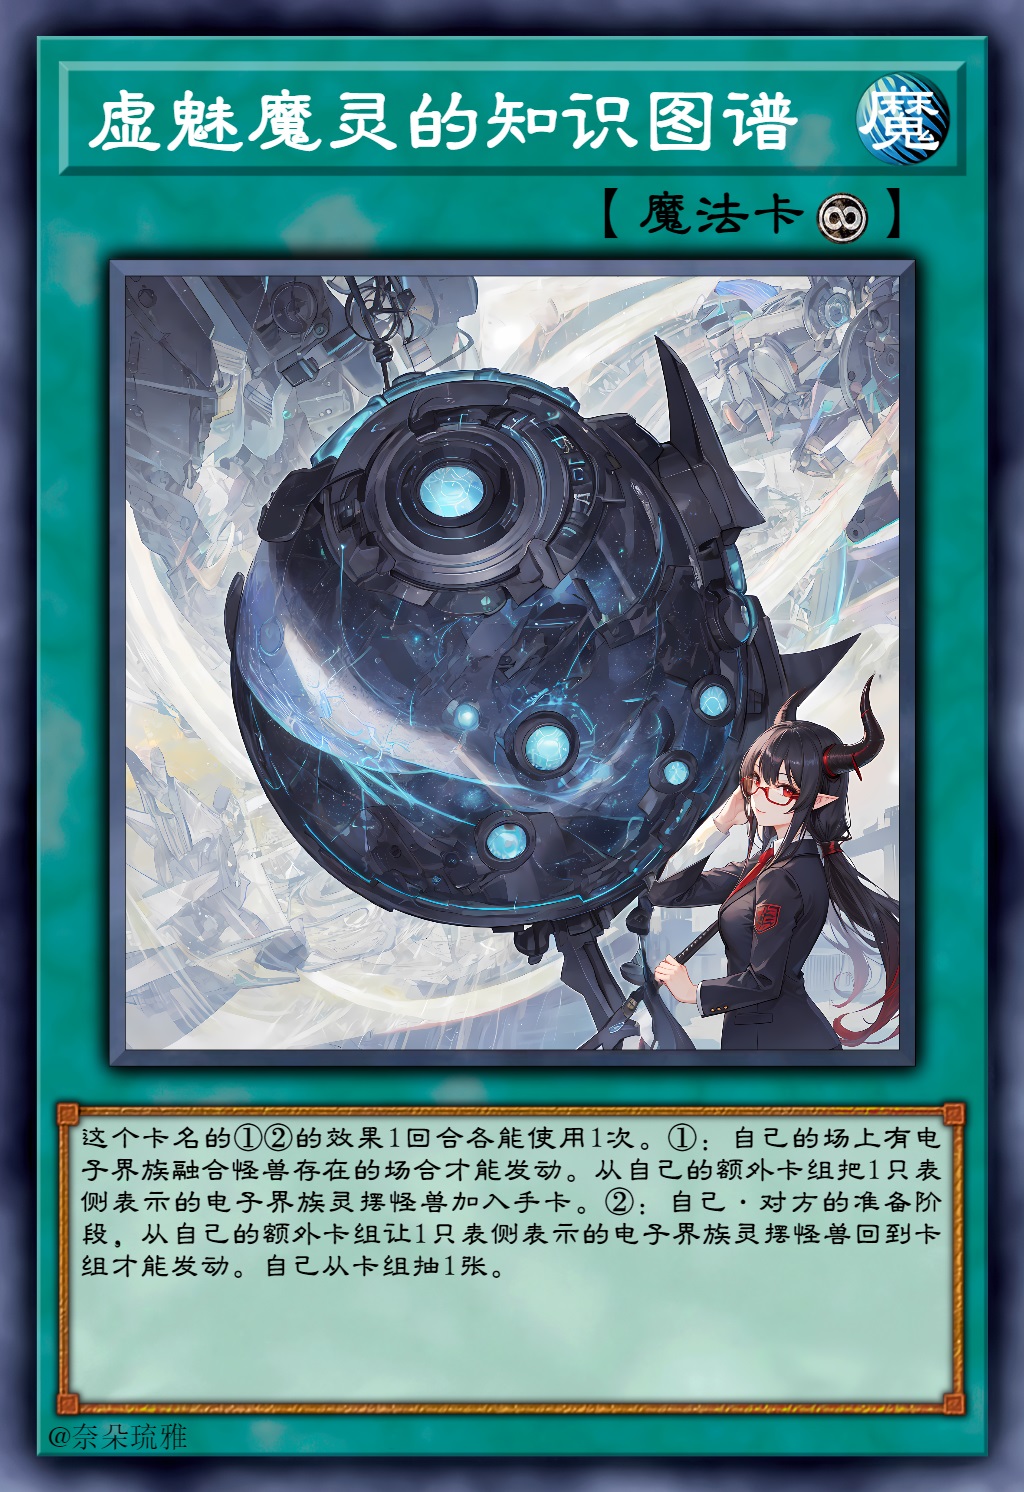 虚魅魔灵的知识图谱
魔
【魔法卡】
这个卡名的①②的效果1回合各能使用1次。①：自己的场上有电
子界族融合怪兽存在的场合才能发动。从自己的额外卡组把1只表
侧表示的电子界族灵摆怪兽加入手卡。②：自己·对方的准备阶
段，从自己的额外卡组让1只表侧表示的电子界族灵摆怪兽回到卡
组才能发动。自己从卡组抽1张。
@奈朵琉雅